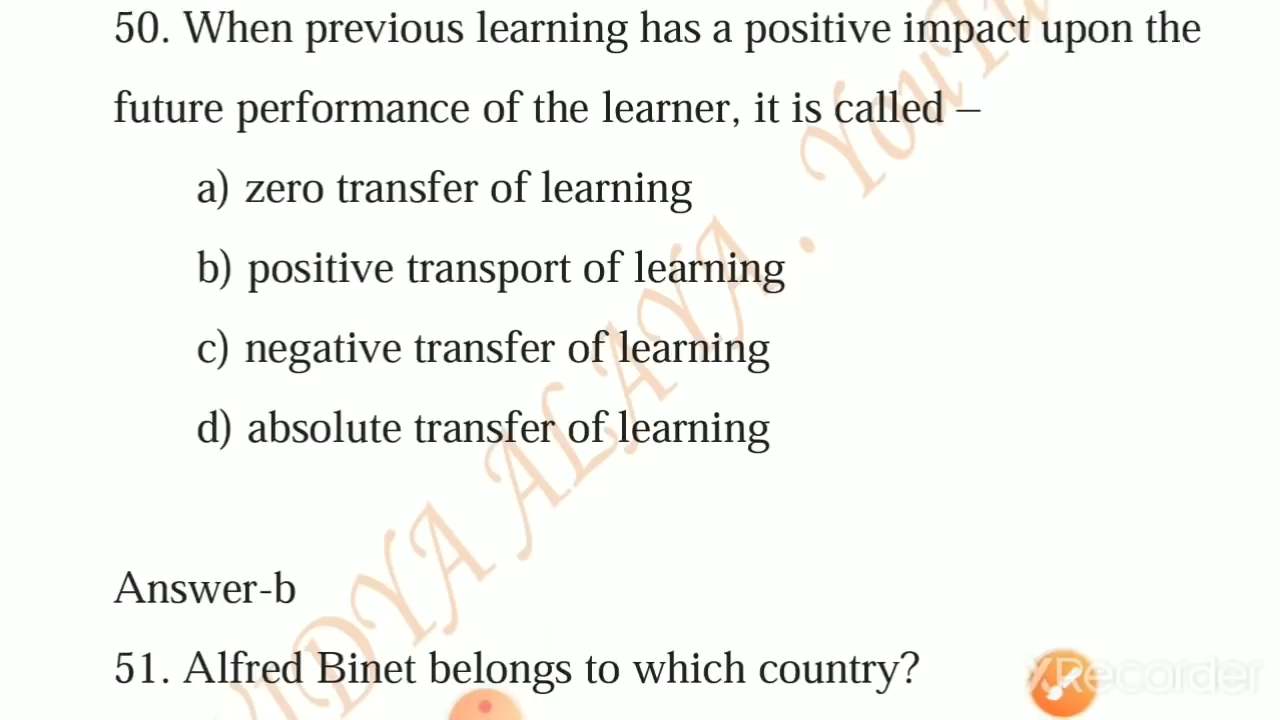 50. When previous learning has a positive impact upon the
future performance of the learner, it is called –
a) zero transfer of learning
b) positive transport of learning
c) negative transfer of learning
d) absolute transfer of learning
VIDYA ALAYA . YouTu
Answer-b
51. Alfred Binet belongs to which country?
XRecorder